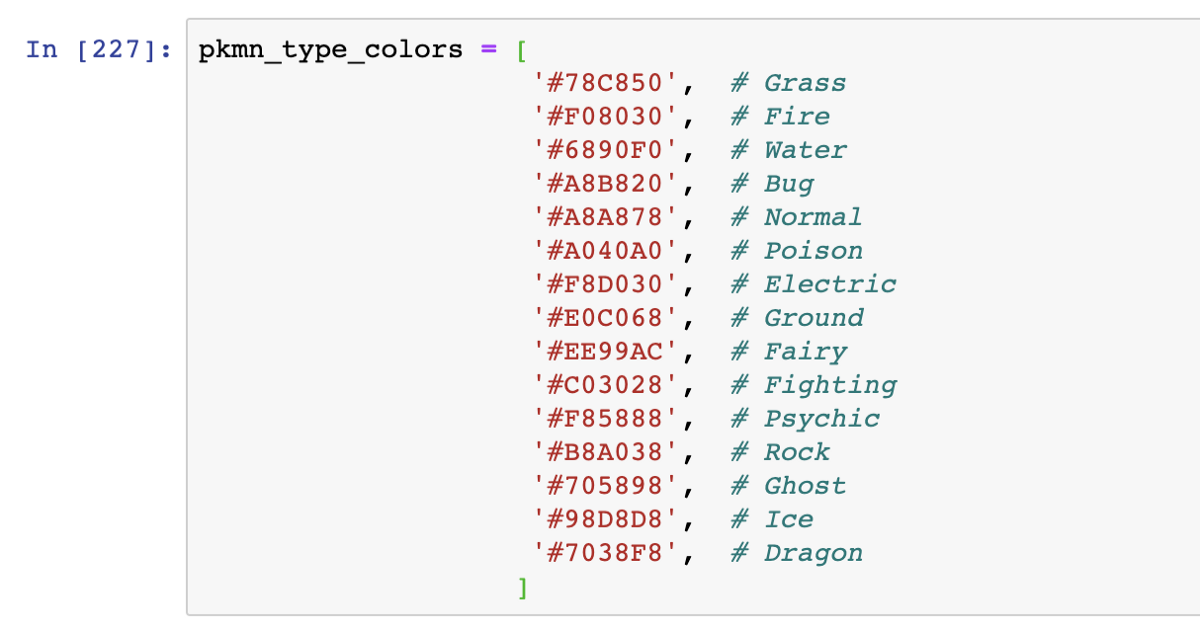 In [227]: pkmn_type_colors = [
'#78C850',  # Grass
'#F08030',  # Fire
'#6890F0',  # Water
'#A8B820',  # Bug
'#A8A878',  # Normal
'#A040A0',  # Poison
'#F8D030',  # Electric
'#E0C068',  # Ground
'#EE99AC',  # Fairy
'#C03028',  # Fighting
'#F85888',  # Psychic
'#B8A038',  # Rock
'#705898',  # Ghost
'#98D8D8',  # Ice
'#7038F8',  # Dragon
]